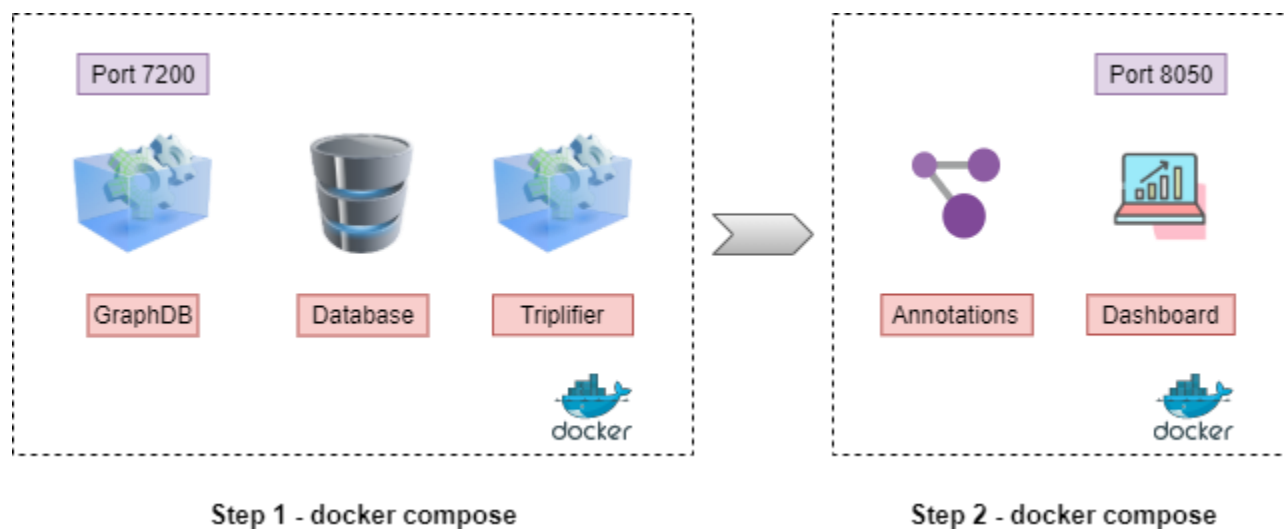 Port 7200
Port 8050
GraphDB
Database
Triplifier
Annotations
Dashboard
docker
docker
Step 1 - docker compose
Step 2 - docker compose